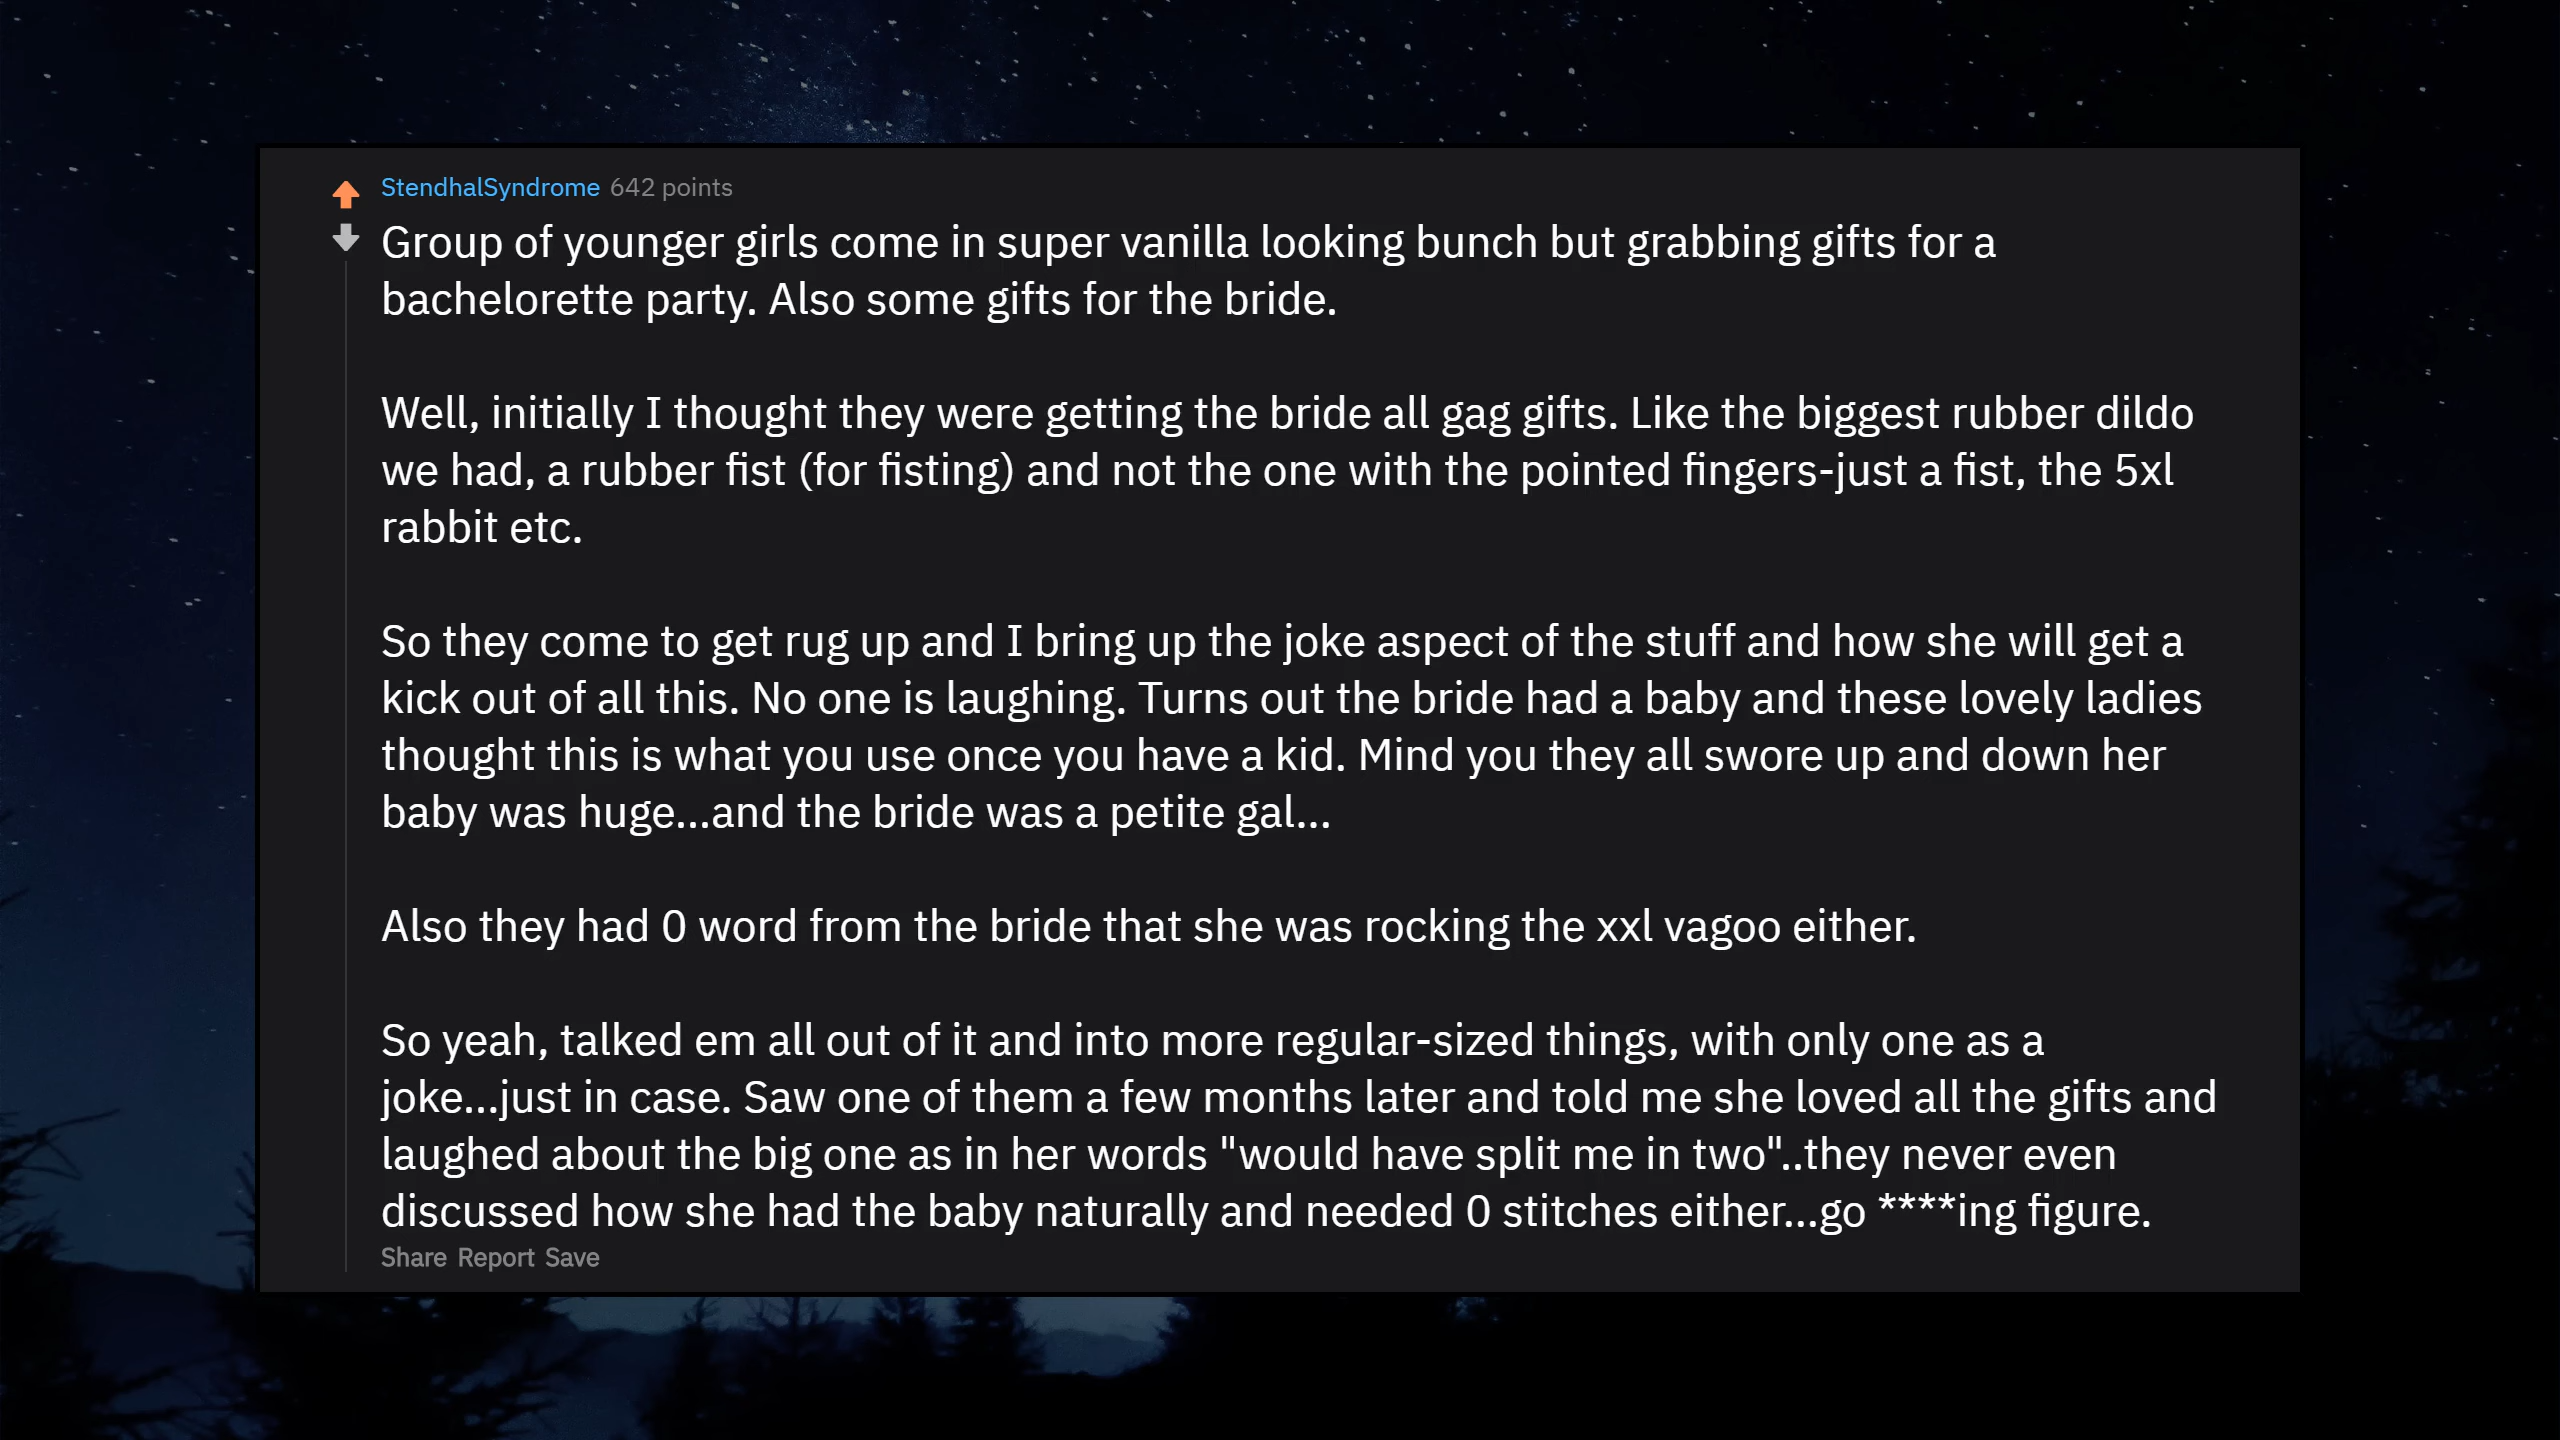 StendhalSyndrome 642 points
Group of younger girls come in super vanilla looking bunch but grabbing gifts for a
bachelorette party. Also some gifts for the bride.
Well, initially I thought they were getting the bride all gag gifts. Like the biggest rubber dildo
we had, a rubber fist (for fisting) and not the one with the pointed fingers-just a fist, the 5xl
rabbit etc.
So they come to get rug up and I bring up the joke aspect of the stuff and how she will get a
kick out of all this. No one is laughing. Turns out the bride had a baby and these lovely ladies
thought this is what you use once you have a kid. Mind you they all swore up and down her
baby was huge...and the bride was a petite gal...
Also they had 0 word from the bride that she was rocking the xxl vagoo either.
So yeah, talked em all out of it and into more regular-sized things, with only one as a
joke...just in case. Saw one of them a few months later and told me she loved all the gifts and
laughed about the big one as in her words "would have split me in two"..they never even
discussed how she had the baby naturally and needed 0 stitches either...go ****ing figure.
Share Report Save